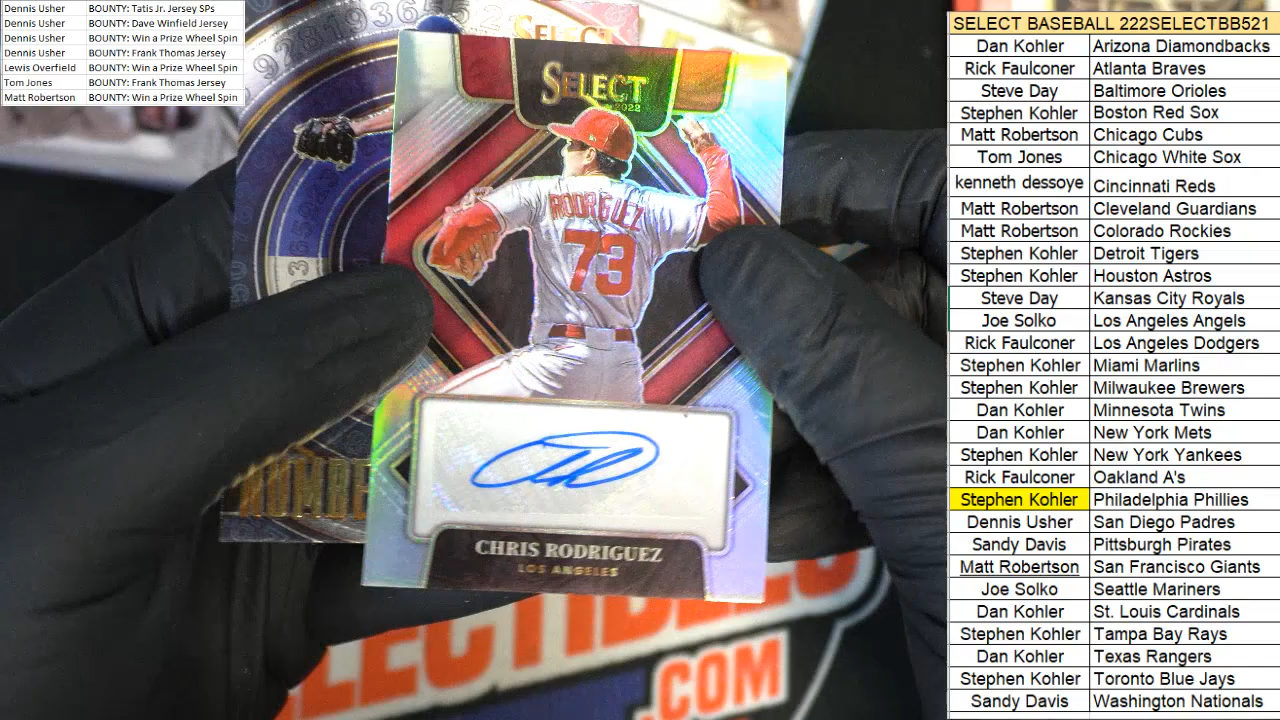 Dennis Usher BOUNTY: Tatis Jr. Jersey SPs
Dennis Usher BOUNTY: Dave Winfield Jersey
Dennis Usher BOUNTY: Win a Prize Wheel Spin
Dennis Usher BOUNTY: Frank Thomas Jersey
Lewis Overfield BOUNTY: Win a Prize Wheel Spin
Tom Jones BOUNTY: Frank Thomas Jersey
Matt Robertson BOUNTY: Win a Prize Wheel Spin
SELECT
2022
RODRIGUEZ
73
CHRIS RODRIGUEZ
LOS ANGELES
.COM
SELECT BASEBALL 222SELECTBB521
Dan Kohler Arizona Diamondbacks
Rick Faulconer Atlanta Braves
Steve Day Baltimore Orioles
Stephen Kohler Boston Red Sox
Matt Robertson Chicago Cubs
Tom Jones Chicago White Sox
kenneth dessoye Cincinnati Reds
Matt Robertson Cleveland Guardians
Matt Robertson Colorado Rockies
Stephen Kohler Detroit Tigers
Stephen Kohler Houston Astros
Steve Day Kansas City Royals
Joe Solko Los Angeles Angels
Rick Faulconer Los Angeles Dodgers
Stephen Kohler Miami Marlins
Stephen Kohler Milwaukee Brewers
Dan Kohler Minnesota Twins
Dan Kohler New York Mets
Stephen Kohler New York Yankees
Rick Faulconer Oakland A's
Stephen Kohler Philadelphia Phillies
Dennis Usher San Diego Padres
Sandy Davis Pittsburgh Pirates
Matt Robertson San Francisco Giants
Joe Solko Seattle Mariners
Dan Kohler St. Louis Cardinals
Stephen Kohler Tampa Bay Rays
Dan Kohler Texas Rangers
Stephen Kohler Toronto Blue Jays
Sandy Davis Washington Nationals